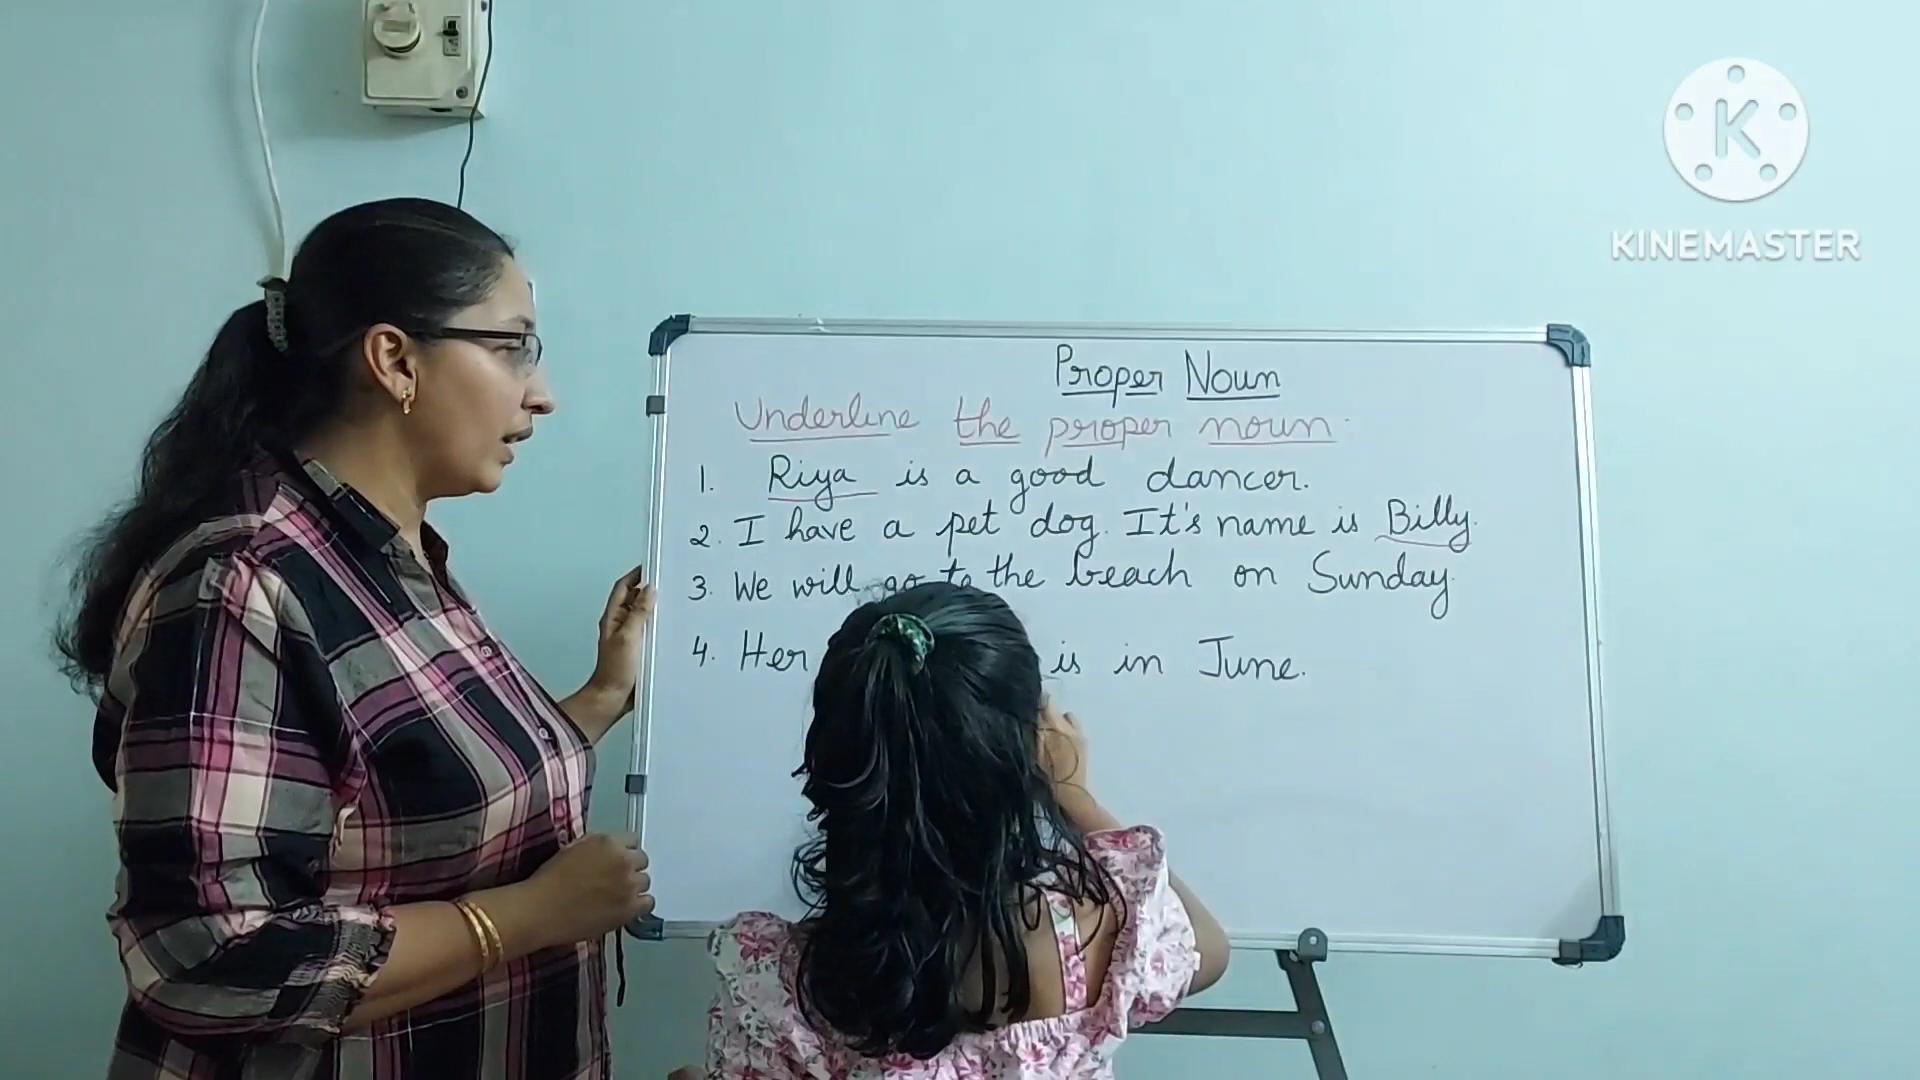 KINEMASTER
Proper Noun
Underline the proper noun.
1. Riya is a good dancer.
2. I have a pet dog. It's name is Billy.
3. We will go to the beach on Sunday.
4. Her is in June.